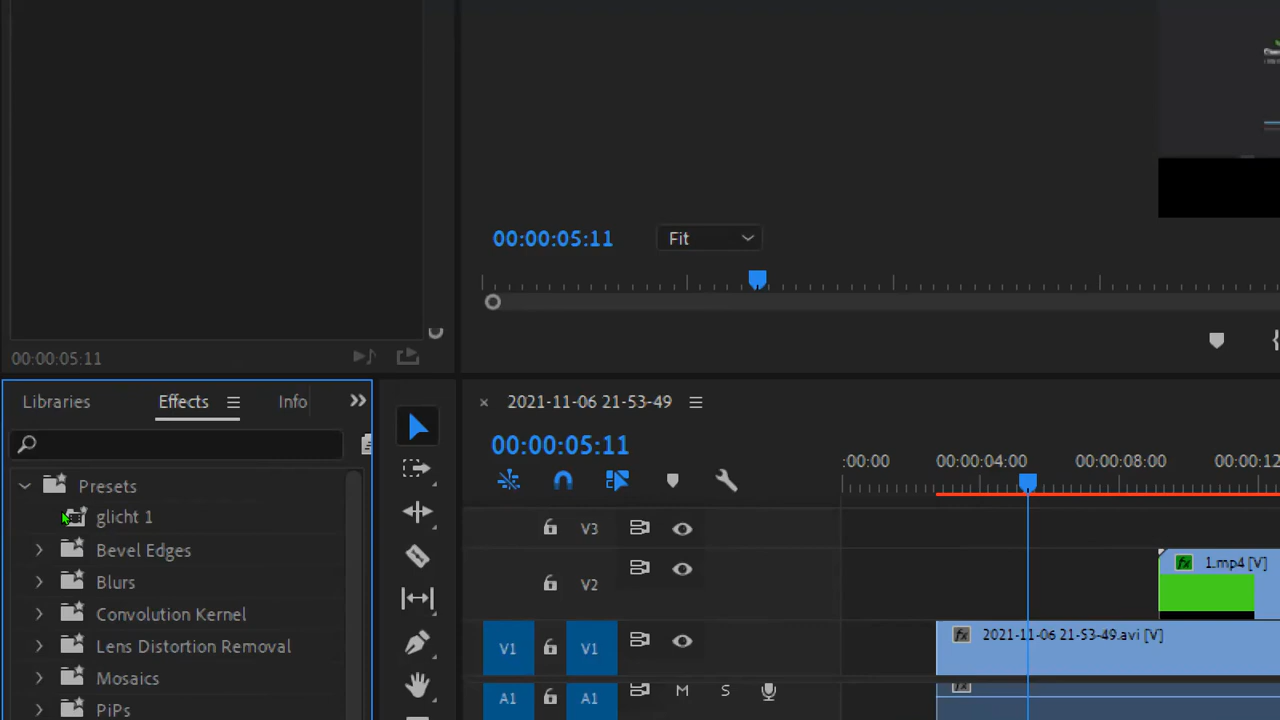 00:00:05:11
Fit
00:00:05:11
Libraries
Effects
Info
2021-11-06 21-53-49
00:00:05:11
:00:00
00:00:04:00
00:00:08:00
00:00:12
Presets
glicht 1
Bevel Edges
Blurs
Convolution Kernel
Lens Distortion Removal
Mosaics
PiPs
V3
V2
fx 1.mp4 [V]
V1
V1
fx 2021-11-06 21-53-49.avi [V]
A1
A1
M
S
fx